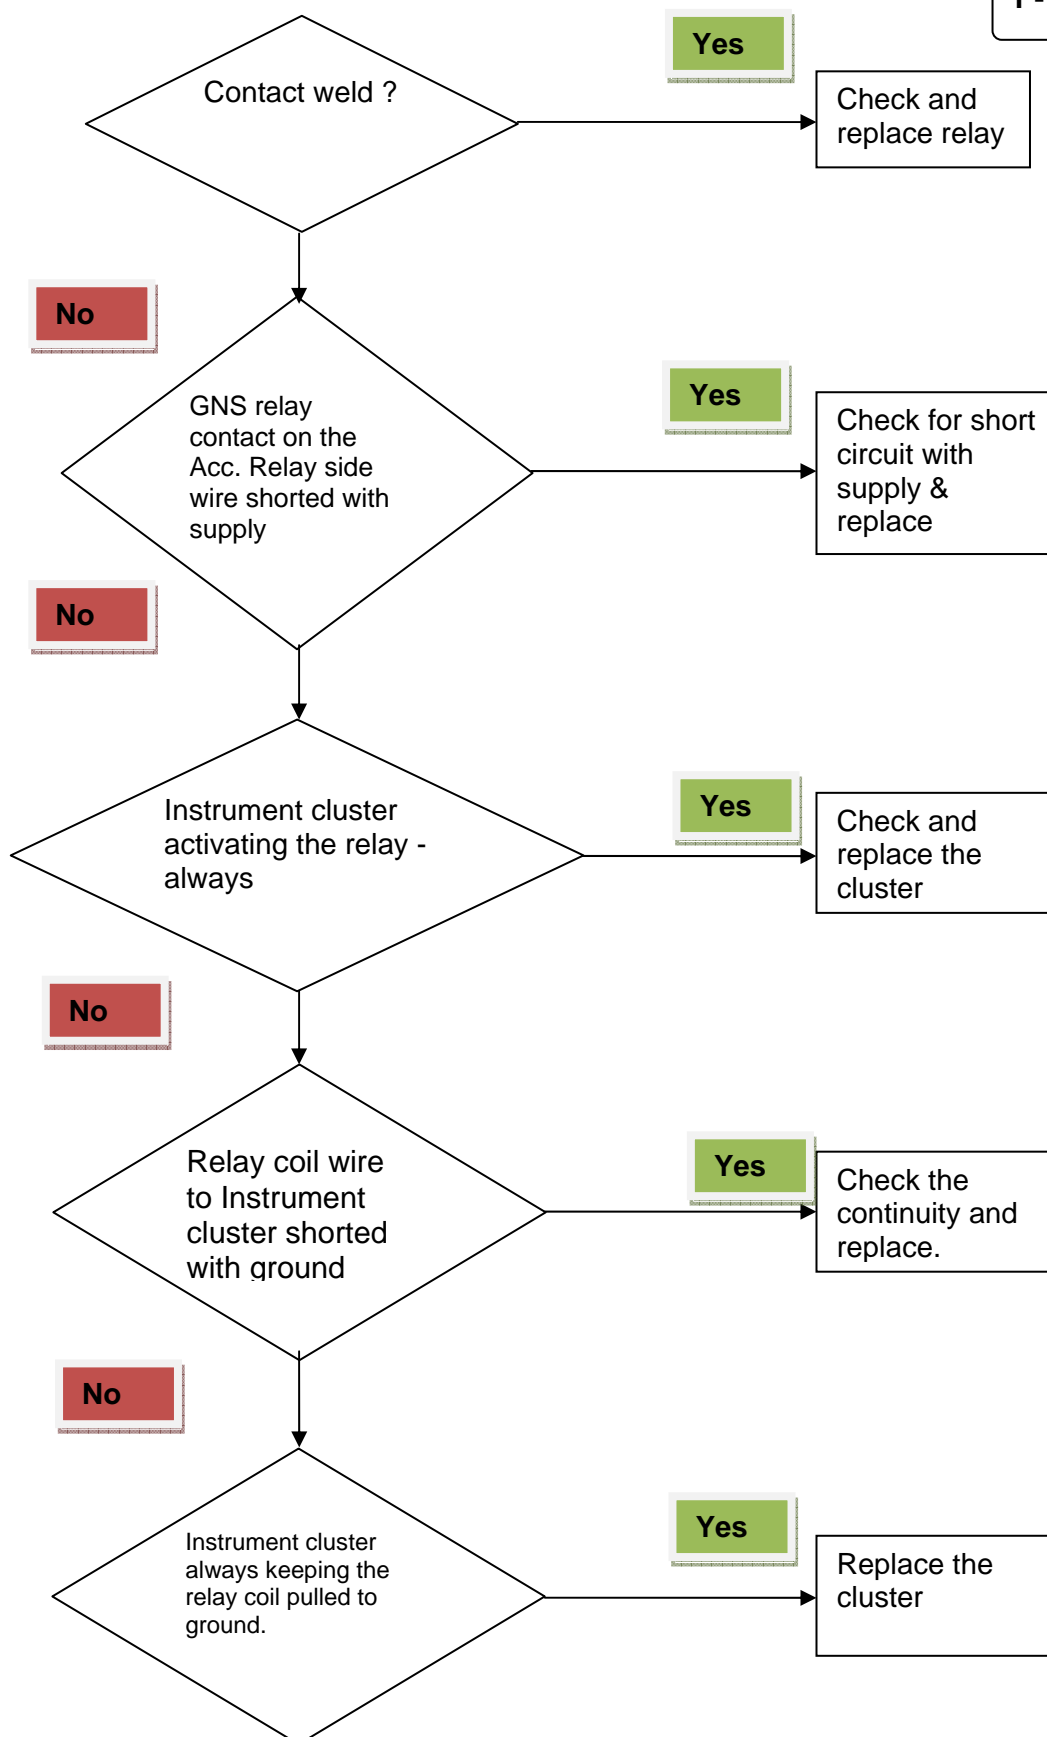 Yes
Contact weld ?
Check and
replace relay
No
GNS relay
contact on the
Acc. Relay side
wire shorted with
supply
Yes
Check for short
circuit with
supply &
replace
No
Instrument cluster
activating the relay -
always
Yes
Check and
replace the
cluster
No
Relay coil wire
to Instrument
cluster shorted
with ground
Yes
Check the
continuity and
replace.
No
Instrument cluster
always keeping the
relay coil pulled to
ground.
Yes
Replace the
cluster